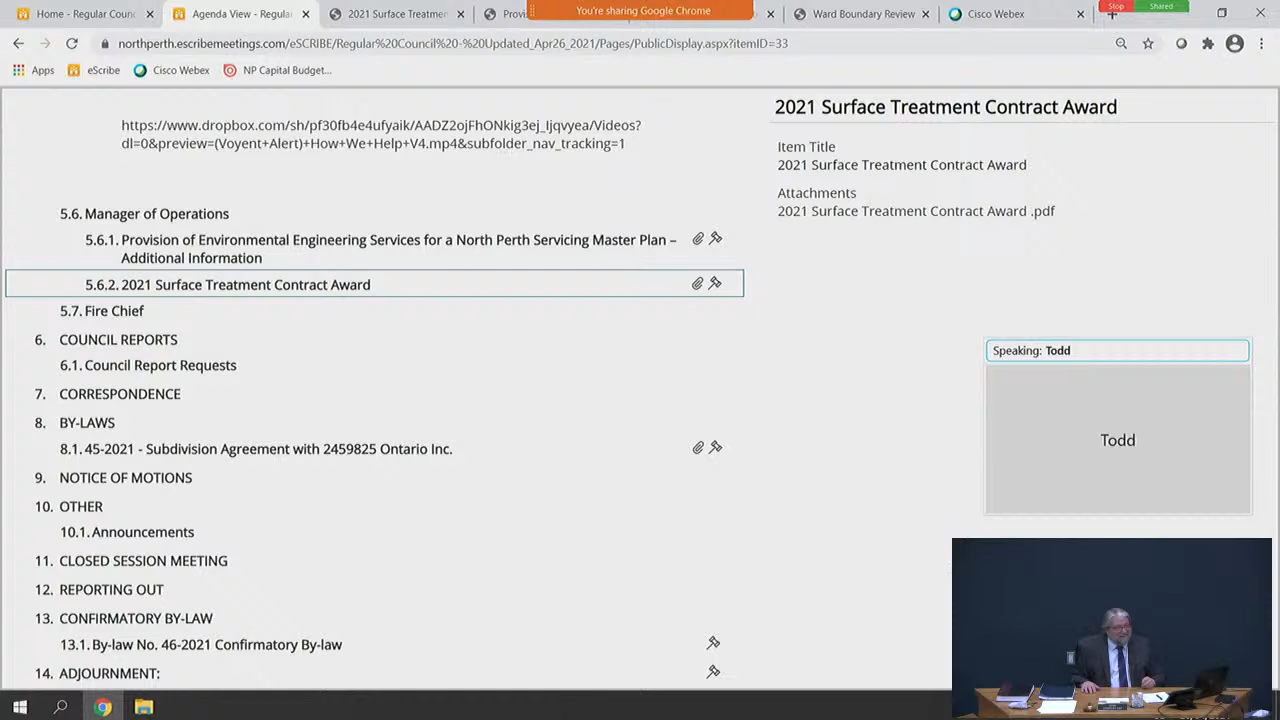 Home - Regular Counc
Agenda View - Regula
2021 Surface Treatmen
Provi
You're sharing Google Chrome
Ward Boundary Review
Cisco Webex
Stop
Shared
northperth.escribemeetings.com/eSCRIBE/Regular%20Council%20-%20Updated_Apr26_2021/Pages/PublicDisplay.aspx?itemID=33
Apps
eScribe
Cisco Webex
NP Capital Budget...
https://www.dropbox.com/sh/pf30fb4e4ufyaik/AADZ2ojFhONkig3ej_Ijqvyea/Videos?
dl=0&preview=(Voyent+Alert)+How+We+Help+V4.mp4&subfolder_nav_tracking=1
5.6. Manager of Operations
5.6.1. Provision of Environmental Engineering Services for a North Perth Servicing Master Plan –
Additional Information
5.6.2. 2021 Surface Treatment Contract Award
5.7. Fire Chief
6. COUNCIL REPORTS
6.1. Council Report Requests
7. CORRESPONDENCE
8. BY-LAWS
8.1. 45-2021 - Subdivision Agreement with 2459825 Ontario Inc.
9. NOTICE OF MOTIONS
10. OTHER
10.1. Announcements
11. CLOSED SESSION MEETING
12. REPORTING OUT
13. CONFIRMATORY BY-LAW
13.1. By-law No. 46-2021 Confirmatory By-law
14. ADJOURNMENT:
2021 Surface Treatment Contract Award
Item Title
2021 Surface Treatment Contract Award
Attachments
2021 Surface Treatment Contract Award .pdf
Speaking: Todd
Todd